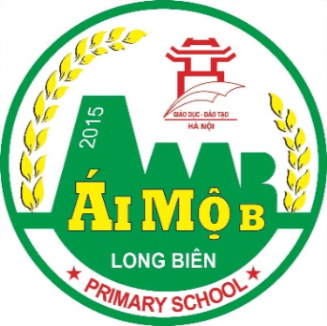 GIÁO DỤC - ĐÀO TẠO
HÀ NỘI
2015
ÁI MỘ B
LONG BIÊN
★ PRIMARY SCHOOL ★